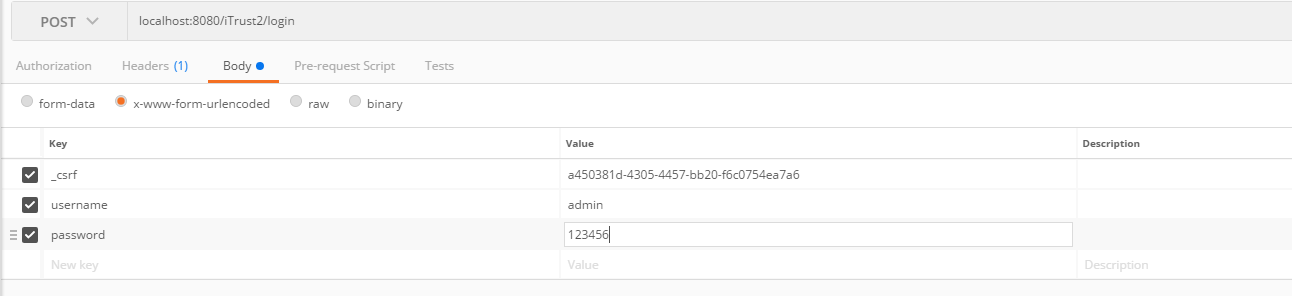 POST localhost:8080/iTrust2/login
Authorization Headers (1) Body Pre-request Script Tests
form-data x-www-form-urlencoded raw binary
Key Value Description
_csrf a450381d-4305-4457-bb20-f6c0754ea7a6
username admin
password 123456
New key Value Description